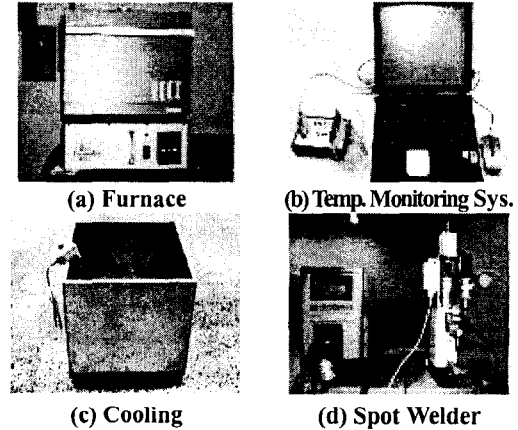 (a) Furnace
(b) Temp. Monitoring Sys.
(c) Cooling
(d) Spot Welder